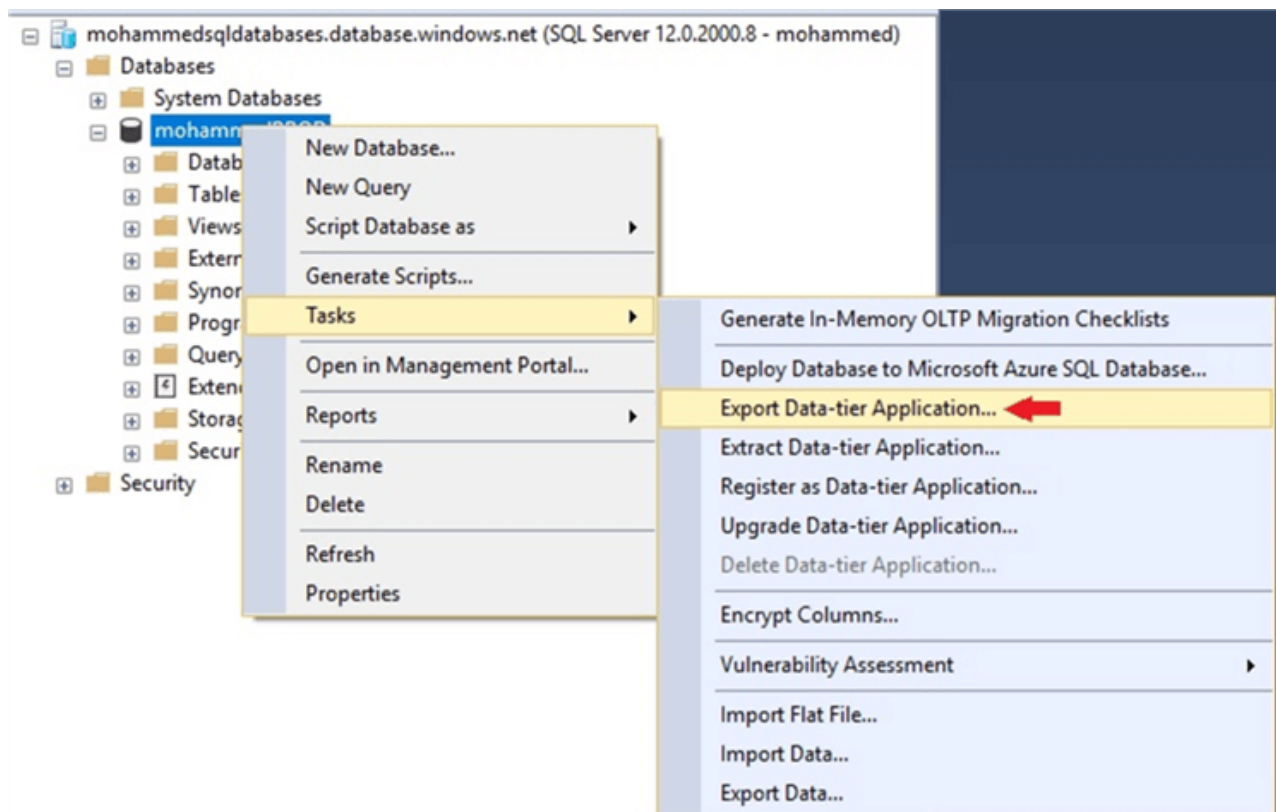 mohammedsqldatabases.database.windows.net (SQL Server 12.0.2000.8 - mohammed)
Databases
System Databases
New Database...
New Query
Script Database as
Generate Scripts...
Tasks
Open in Management Portal...
Reports
Rename
Delete
Refresh
Properties
Security
Generate In-Memory OLTP Migration Checklists
Deploy Database to Microsoft Azure SQL Database...
Export Data-tier Application...
Extract Data-tier Application...
Register as Data-tier Application...
Upgrade Data-tier Application...
Delete Data-tier Application...
Encrypt Columns...
Vulnerability Assessment
Import Flat File...
Import Data...
Export Data...